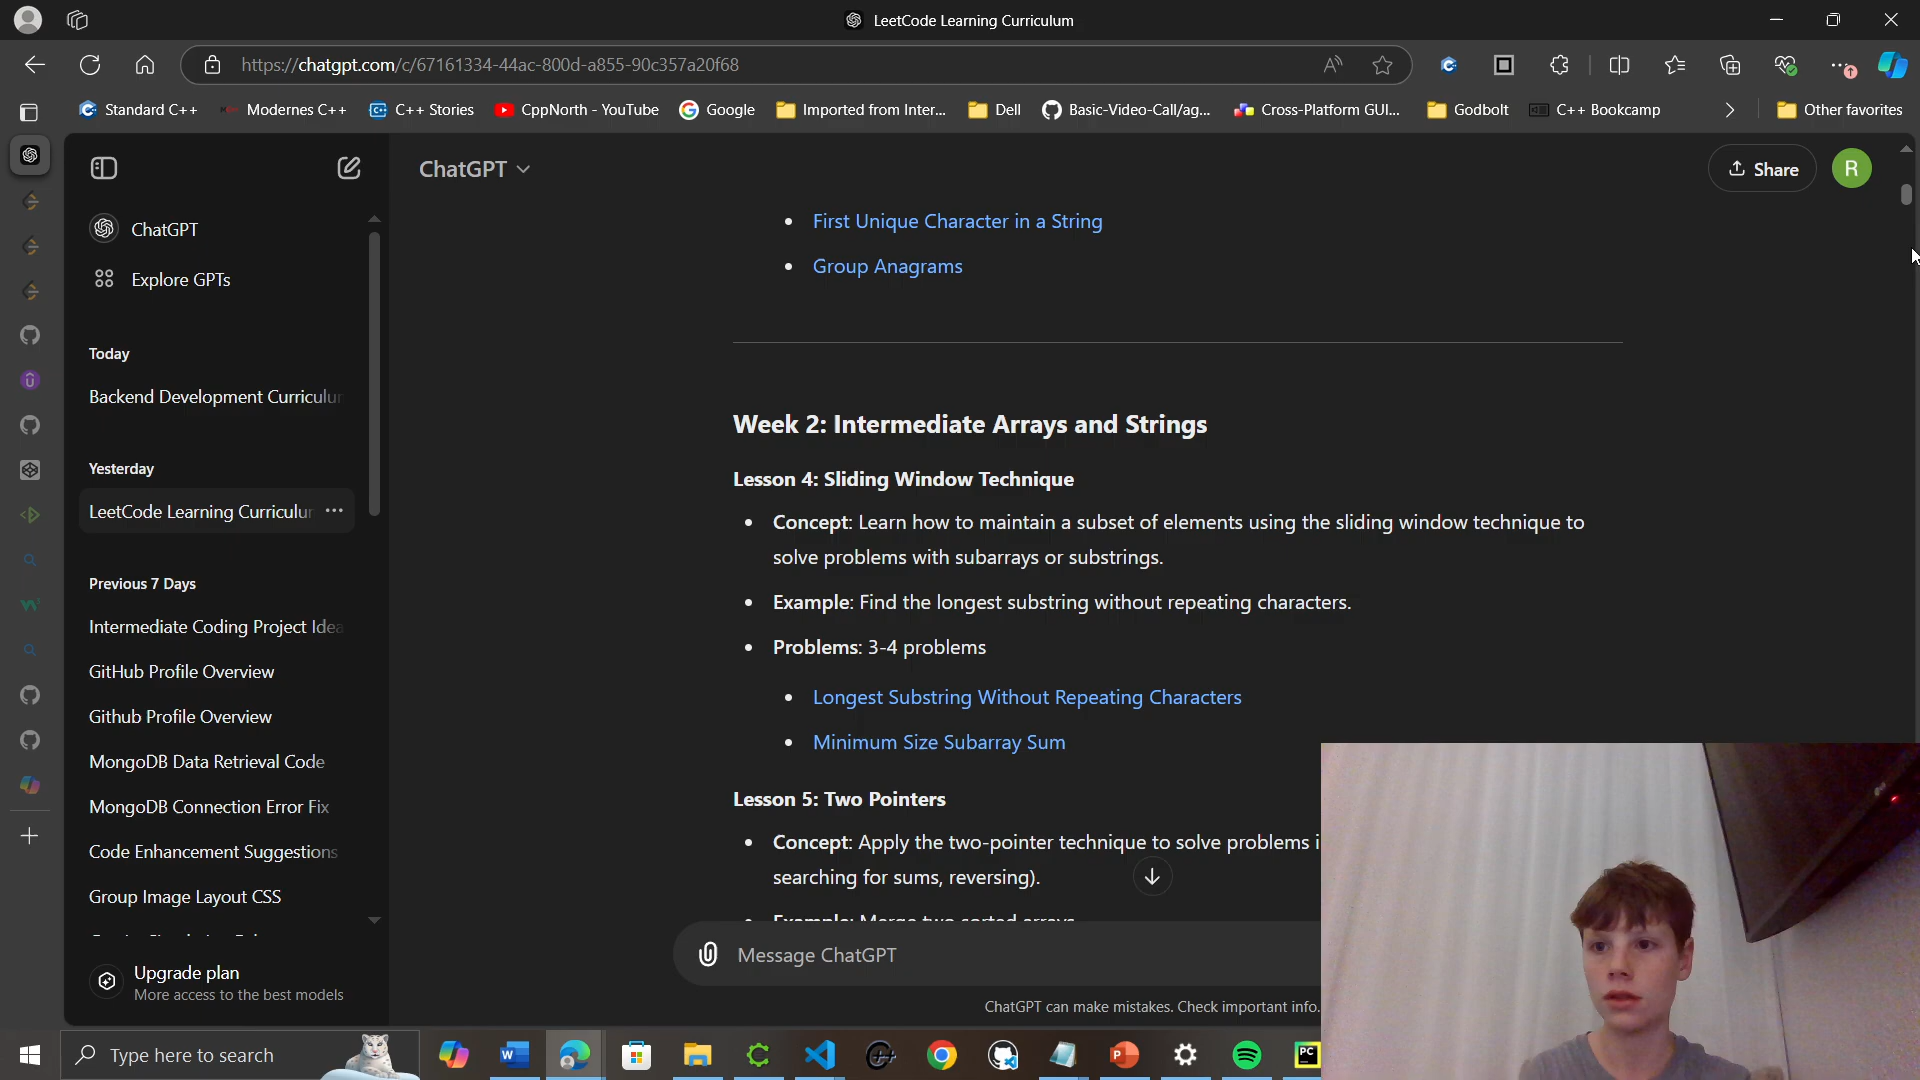 LeetCode Learning Curriculum
https://chatgpt.com/c/67161334-44ac-800d-a855-90c357a20f68
Standard C++
Modernes C++
C++ Stories
CppNorth - YouTube
Google
Imported from Inter...
Dell
Basic-Video-Call/ag...
Cross-Platform GUI...
Godbolt
C++ Bookcamp
Other favorites
ChatGPT
Explore GPTs
Today
Backend Development Curriculur
Yesterday
LeetCode Learning Curriculur
Previous 7 Days
Intermediate Coding Project Idea
GitHub Profile Overview
Github Profile Overview
MongoDB Data Retrieval Code
MongoDB Connection Error Fix
Code Enhancement Suggestions
Group Image Layout CSS
Upgrade plan
More access to the best models
ChatGPT
Share
R
First Unique Character in a String
Group Anagrams
Week 2: Intermediate Arrays and Strings
Lesson 4: Sliding Window Technique
Concept: Learn how to maintain a subset of elements using the sliding window technique to
solve problems with subarrays or substrings.
Example: Find the longest substring without repeating characters.
Problems: 3-4 problems
Longest Substring Without Repeating Characters
Minimum Size Subarray Sum
Lesson 5: Two Pointers
Concept: Apply the two-pointer technique to solve problems i
searching for sums, reversing).
Example: Merge two sorted arrays
Message ChatGPT
ChatGPT can make mistakes. Check important info.
Type here to search